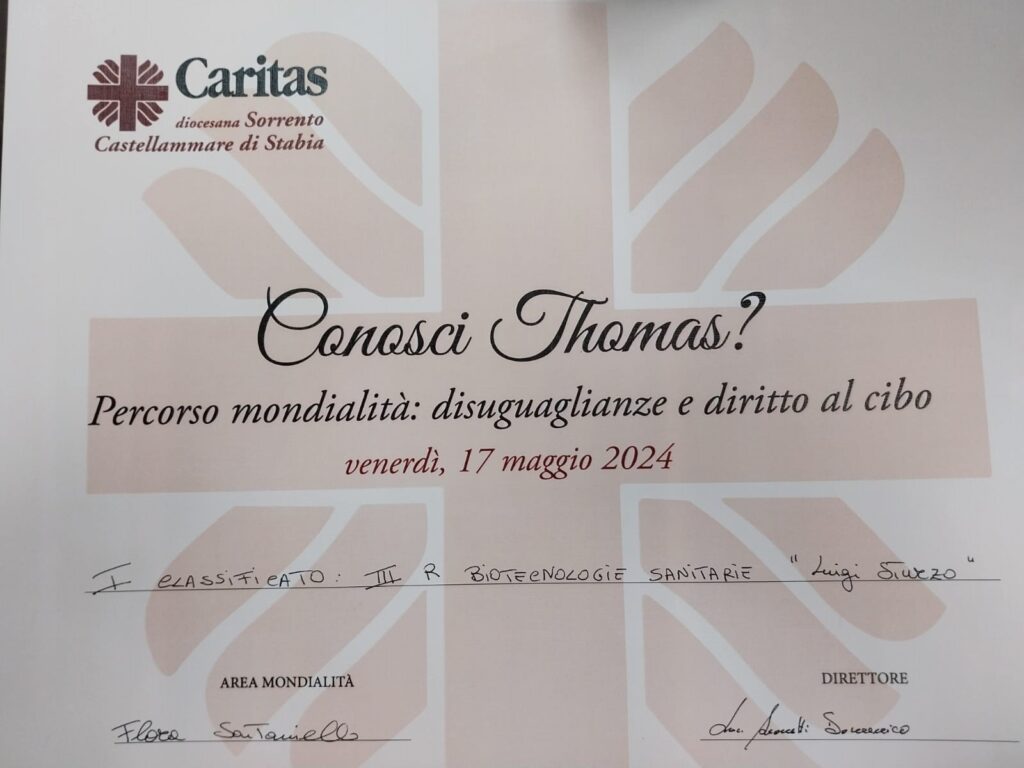 Caritas
diocesana Sorrento
Castellammare di Stabia
Conosci Thomas?
Percorso mondialità: disuguaglianze e diritto al cibo
venerdì, 17 maggio 2024
I CLASSIFICATO: III R BIOTECNOLOGIE SANITARIE "Luigi Sturzo"
AREA MONDIALITÀ
DIRETTORE
Flora Santaniello
Domenico